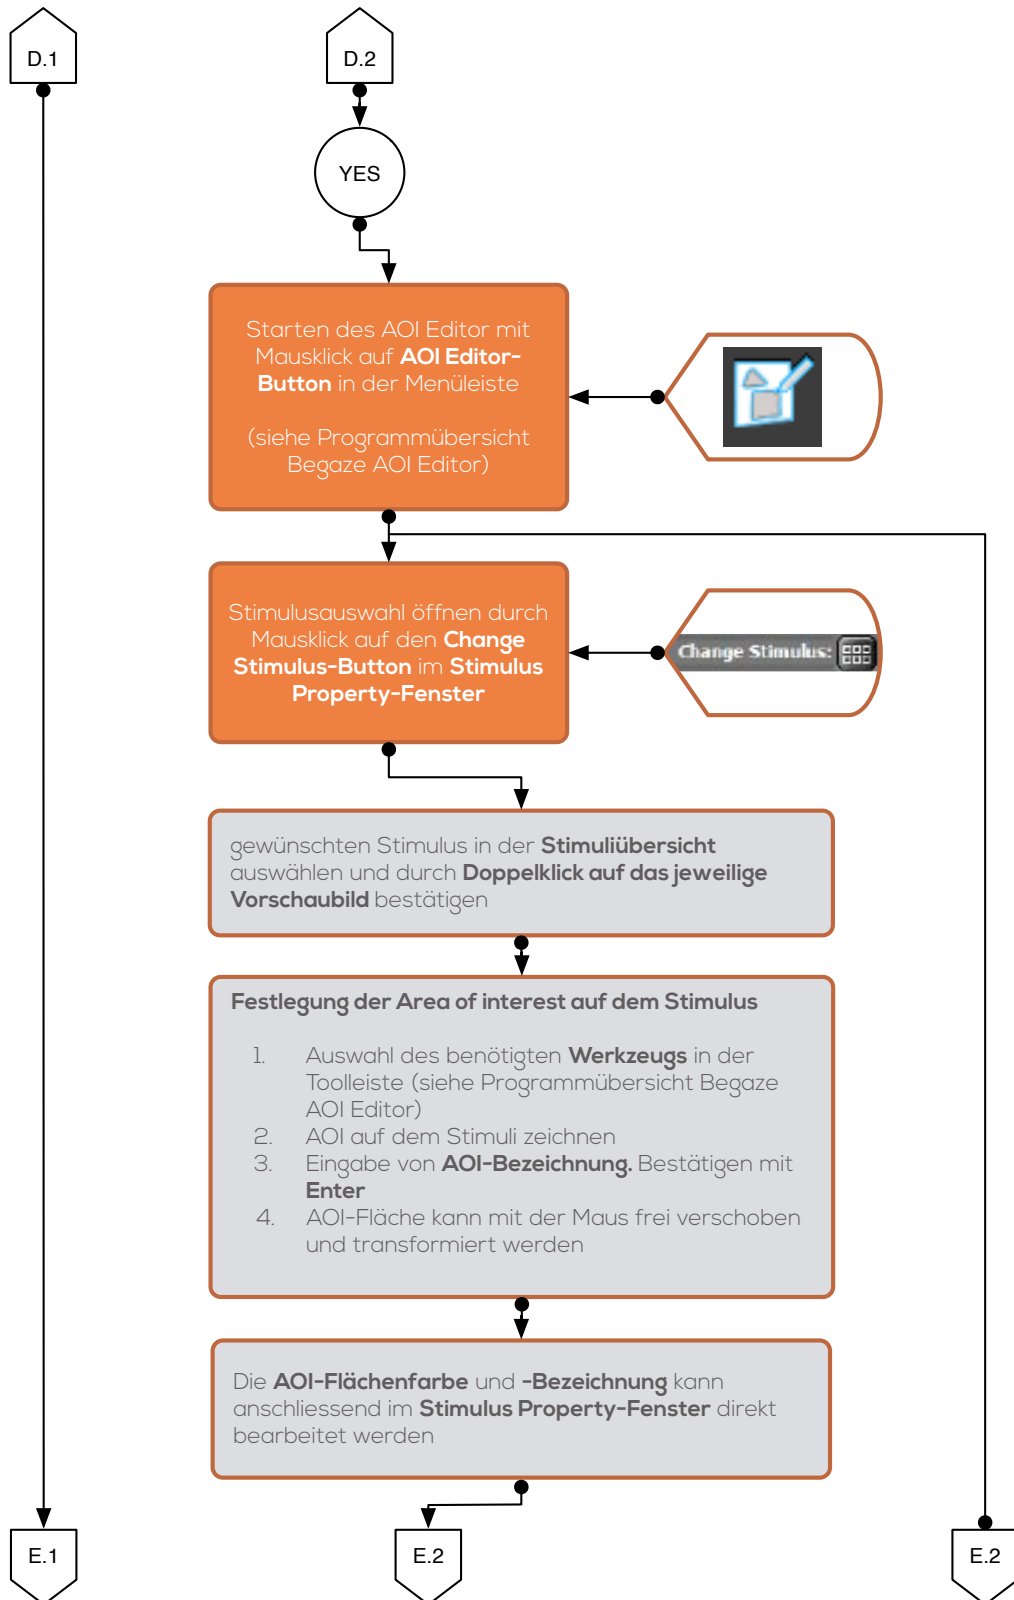 D.1
D.2
YES
Starten des AOI Editor mit
Mausklick auf AOI Editor-
Button in der Menüleiste
(siehe Programmübersicht
Begaze AOI Editor)
Stimulusauswahl öffnen durch
Mausklick auf den Change
Stimulus-Button im Stimulus
Property-Fenster
Change Stimulus:
gewünschten Stimulus in der Stimuliübersicht
auswählen und durch Doppelklick auf das jeweilige
Vorschaubild bestätigen
Festlegung der Area of interest auf dem Stimulus
1. Auswahl des benötigten Werkzeugs in der
Toolleiste (siehe Programmübersicht Begaze
AOI Editor)
2. AOI auf dem Stimuli zeichnen
3. Eingabe von AOI-Bezeichnung. Bestätigen mit
Enter
4. AOI-Fläche kann mit der Maus frei verschoben
und transformiert werden
Die AOI-Flächenfarbe und -Bezeichnung kann
anschliessend im Stimulus Property-Fenster direkt
bearbeitet werden
E.1
E.2
E.2